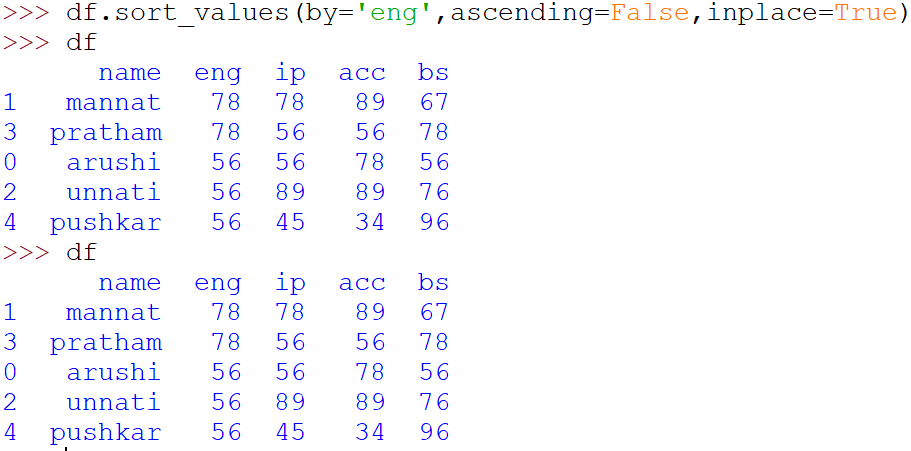 >>> df.sort_values(by='eng',ascending=False,inplace=True)
>>> df
      name  eng  ip  acc  bs
1   mannat   78  78   89  67
3  pratham   78  56   56  78
0   arushi   56  56   78  56
2   unnati   56  89   89  76
4  pushkar   56  45   34  96
>>> df
      name  eng  ip  acc  bs
1   mannat   78  78   89  67
3  pratham   78  56   56  78
0   arushi   56  56   78  56
2   unnati   56  89   89  76
4  pushkar   56  45   34  96